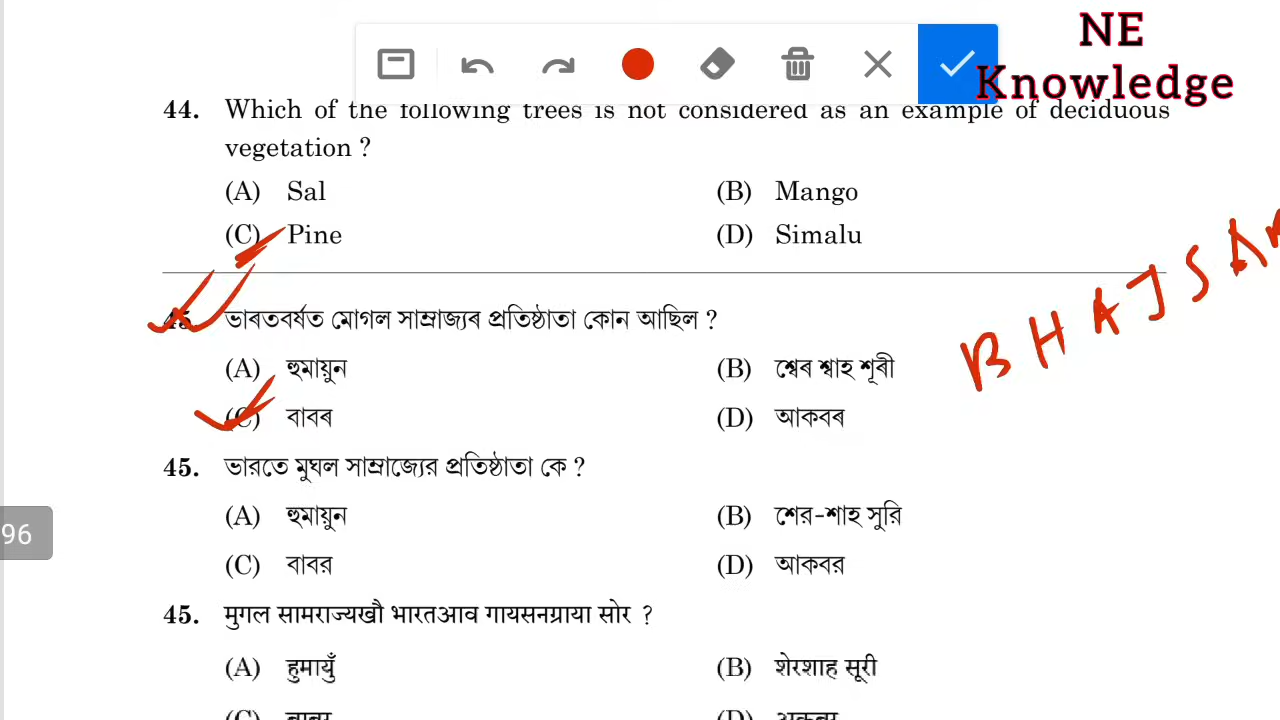 NE
Knowledge
44. Which of the following trees is not considered as an example of deciduous
vegetation ?
(A) Sal (B) Mango
(C) Pine (D) Simalu
45. ভাৰতবৰ্ষত মোগল সাম্ৰাজ্যৰ প্ৰতিষ্ঠাতা কোন আছিল ?
(A) হুমায়ুন (B) শ্বেৰ শ্বাহ শূৰী
(C) বাবৰ (D) আকবৰ
BHAJSA
45. ভারতে মুঘল সাম্রাজ্যের প্রতিষ্ঠাতা কে ?
(A) হুমায়ুন (B) শের-শাহ সুরি
(C) বাবর (D) আকবর
96
45. मुगल सामराज्यखौ भारतआव गायसनग्राया सोर ?
(A) हुमायुँ (B) शेरशाह सूरी
(C) (D)